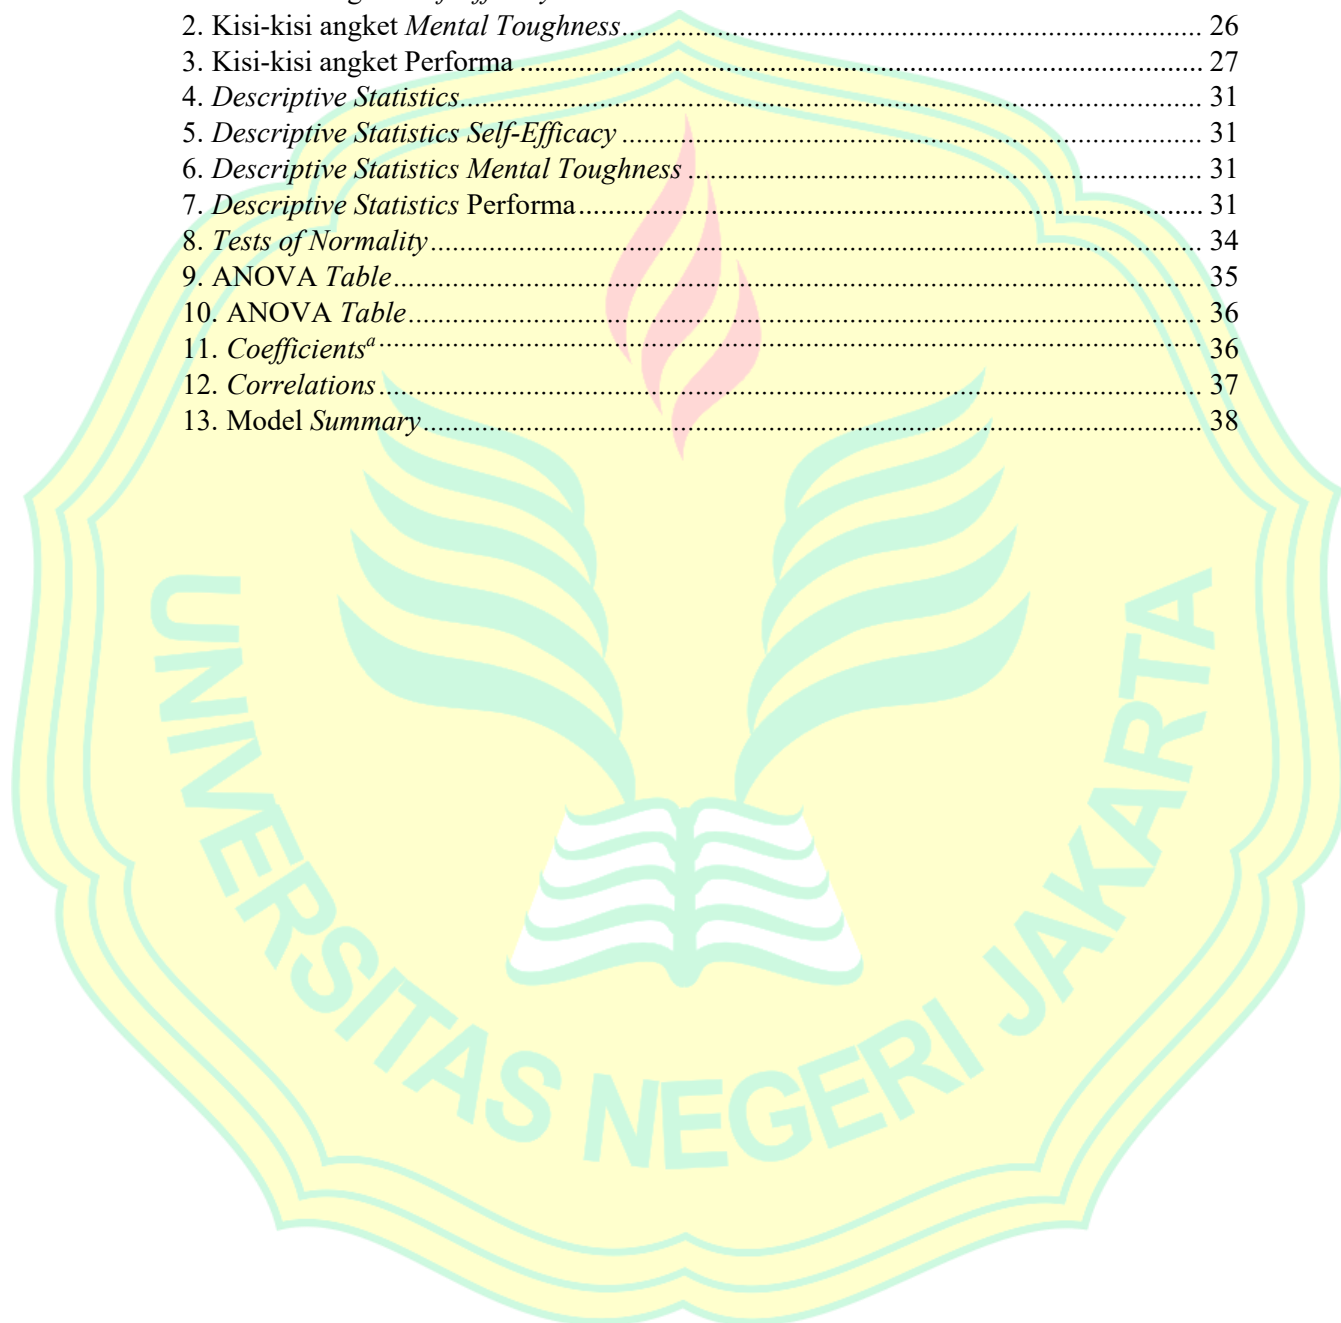 2. Kisi-kisi angket Mental Toughness........................................................................ 26
3. Kisi-kisi angket Performa ........................................................................ 27
4. Descriptive Statistics........................................................................ 31
5. Descriptive Statistics Self-Efficacy ........................................................................ 31
6. Descriptive Statistics Mental Toughness ........................................................................ 31
7. Descriptive Statistics Performa........................................................................ 31
8. Tests of Normality........................................................................ 34
9. ANOVA Table........................................................................ 35
10. ANOVA Table........................................................................ 36
11. Coefficientsᵃ........................................................................ 36
12. Correlations ........................................................................ 37
13. Model Summary........................................................................ 38
UNIVERSITAS NEGERI JAKARTA